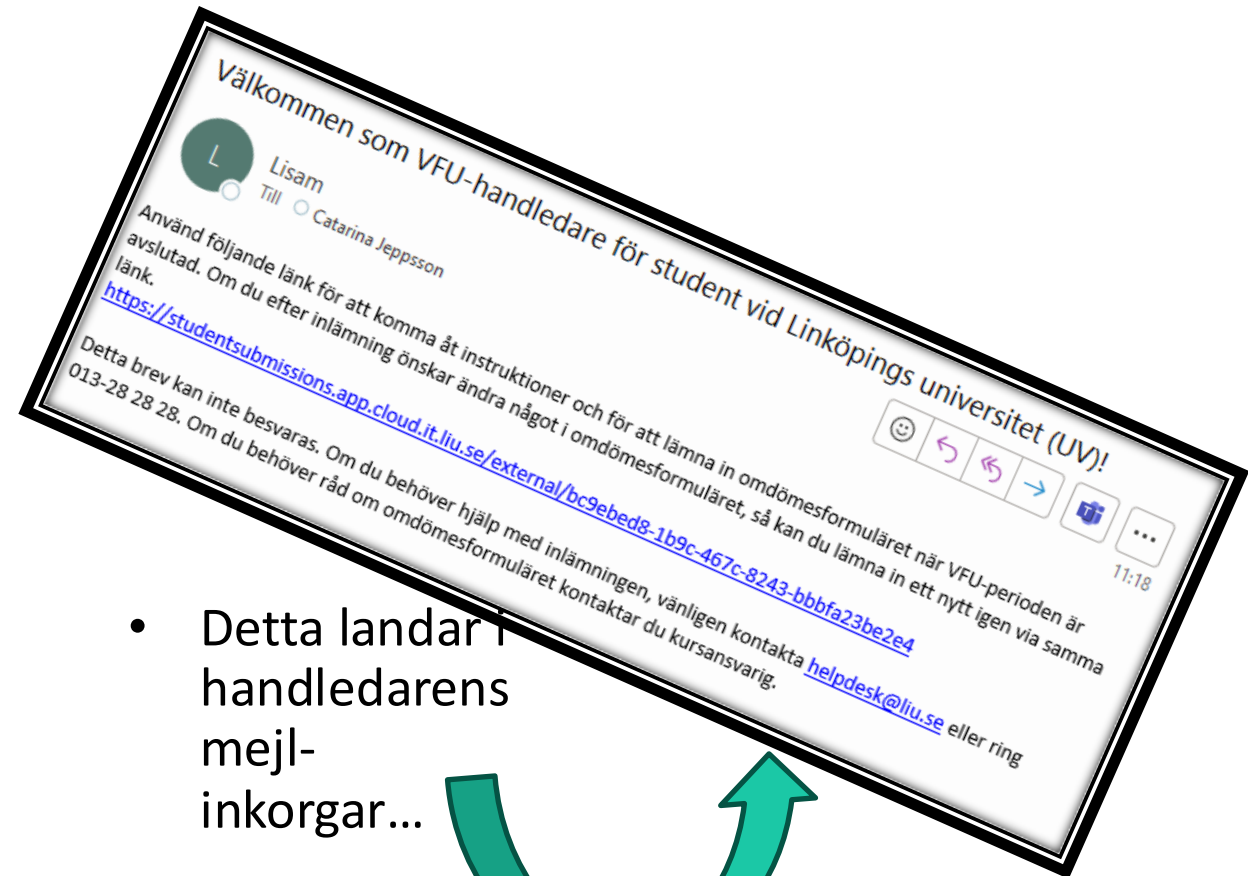 Välkommen som VFU-handledare för student vid Linköpings universitet (UV)!
L
Lisam
Till Catarina Jeppsson
11:18
Använd följande länk för att komma åt instruktioner och för att lämna in omdömesformuläret när VFU-perioden är
avslutad. Om du efter inlämning önskar ändra något i omdömesformuläret, så kan du lämna in ett nytt igen via samma
länk.
https://studentsubmissions.app.cloud.it.liu.se/external/bc9ebed8-1b9c-467c-8243-bbbfa23be2e4
Detta brev kan inte besvaras. Om du behöver hjälp med inlämningen, vänligen kontakta helpdesk@liu.se eller ring
013-28 28 28. Om du behöver råd om omdömesformuläret kontaktar du kursansvarig.
• Detta landar i
handledarens
mejl-
inkorgar…